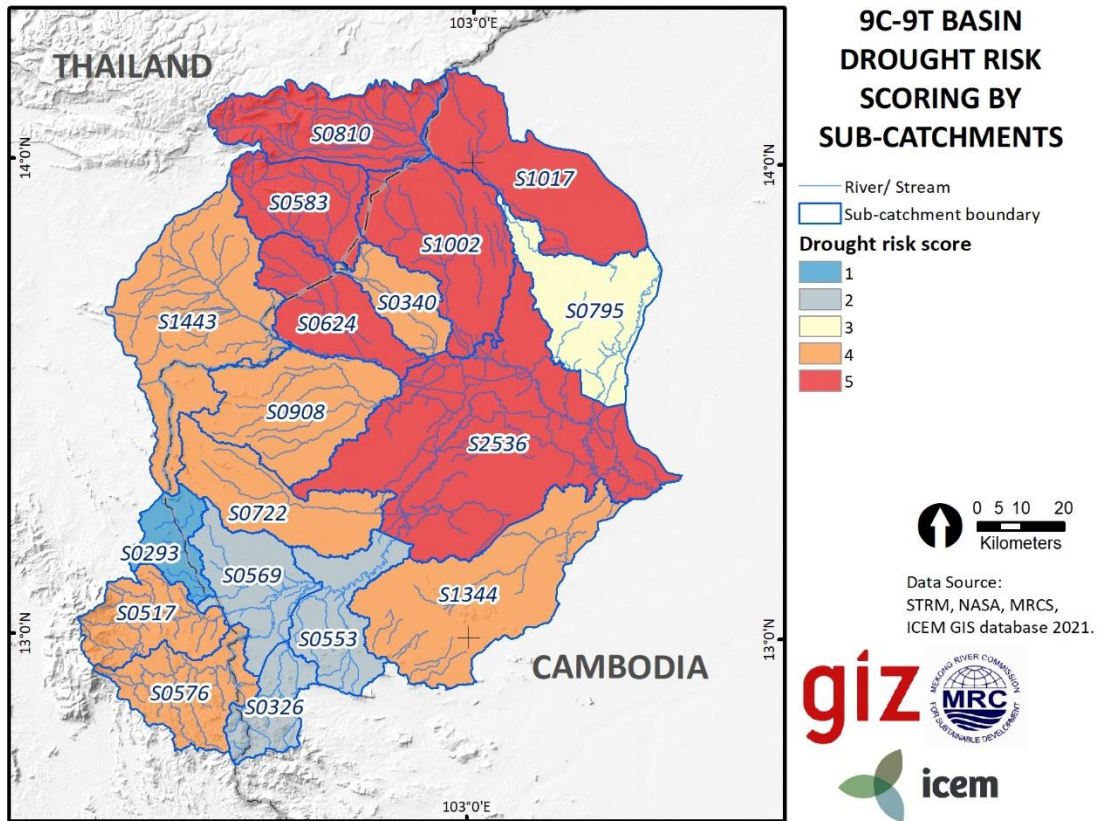 103°0'E
THAILAND
14°0'N
14°0'N
S0810
S1017
S0583
S1002
S0340
S0795
S1443
S0624
S0908
S2536
S0722
S0293
S0569
S1344
S0517
S0553
13°0'N
13°0'N
CAMBODIA
S0576
S0326
103°0'E
9C-9T BASIN
DROUGHT RISK
SCORING BY
SUB-CATCHMENTS
River/ Stream
Sub-catchment boundary
Drought risk score
1
2
3
4
5
0 5 10 20
Kilometers
Data Source:
STRM, NASA, MRCS,
ICEM GIS database 2021.
giz
MEKONG RIVER COMMISSION
MRC
FOR SUSTAINABLE DEVELOPMENT
icem